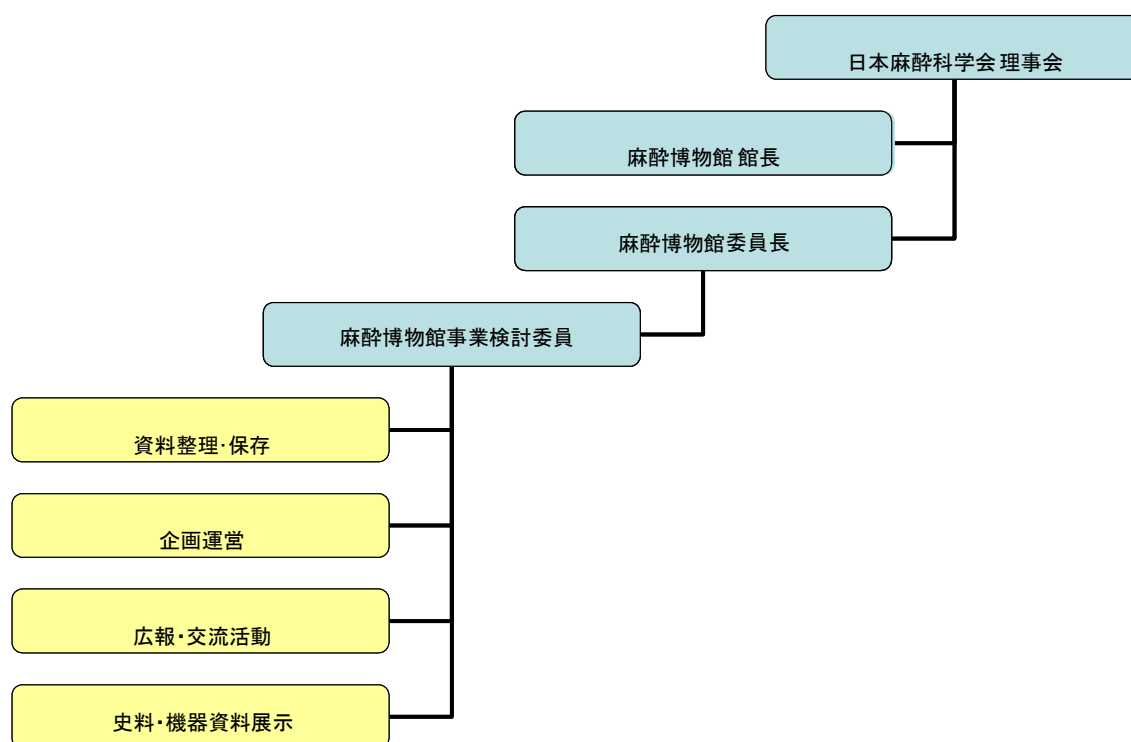 日本麻酔科学会 理事会
麻酔博物館 館長
麻酔博物館委員長
麻酔博物館事業検討委員
資料整理・保存
企画運営
広報・交流活動
史料・機器資料展示